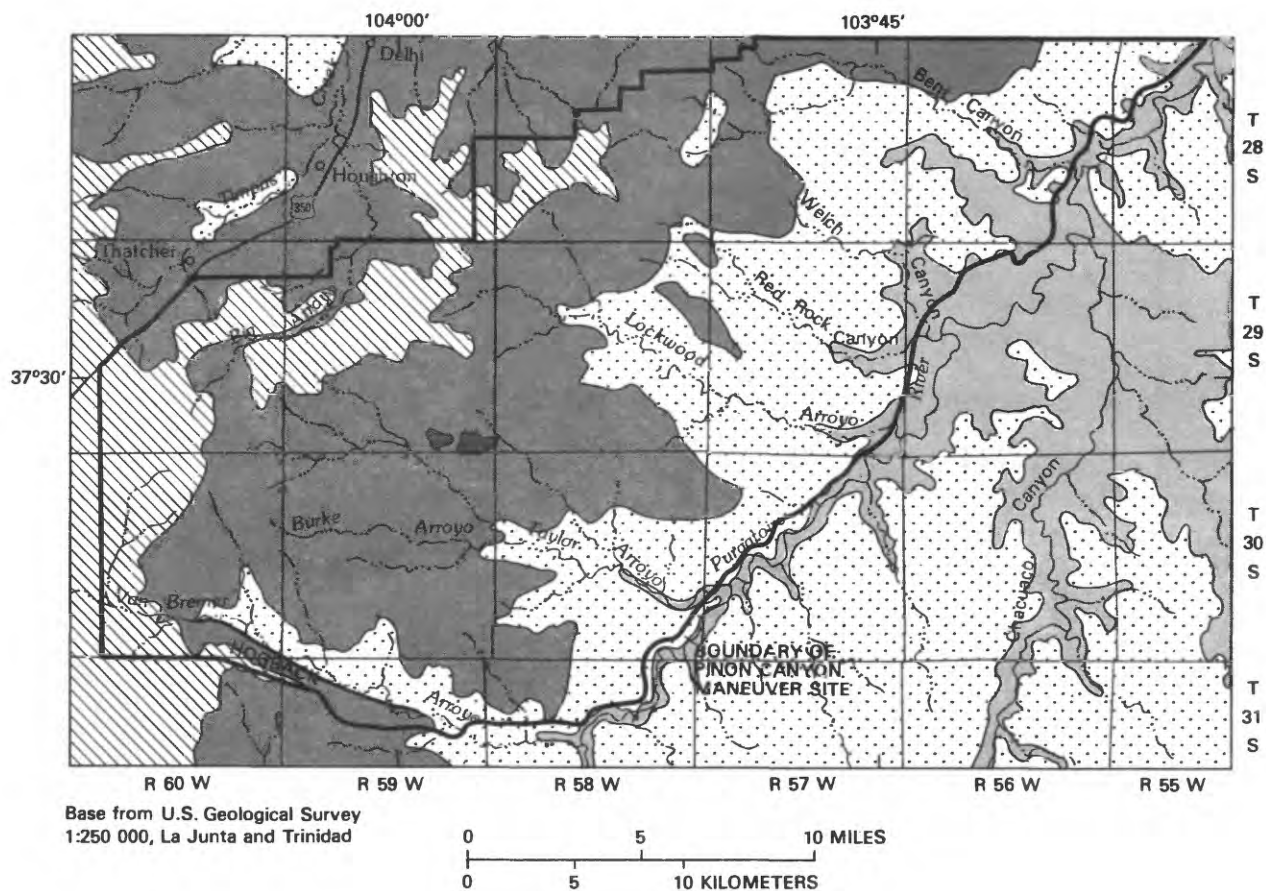 104°00'
103°45'
Delhi
Creek
Bent
Canyon
T
28
S
Timpas
Houghton
350
Welch
Thatcher
Canyon
Big
Red Rock
Canyon
Lockwood
T
29
S
37°30'
River
Arroyo
Canyon
Burke
Arroyo
Taylor
Arroyo
Purgatoire
T
30
S
Chacuaco
Van Bremer
HOGBACK
BOUNDARY OF
PINON CANYON
MANEUVER SITE
Arroyo
T
31
S
R 60 W
R 59 W
R 58 W
R 57 W
R 56 W
R 55 W
Base from U.S. Geological Survey
1:250 000, La Junta and Trinidad
0 5 10 MILES
0 5 10 KILOMETERS